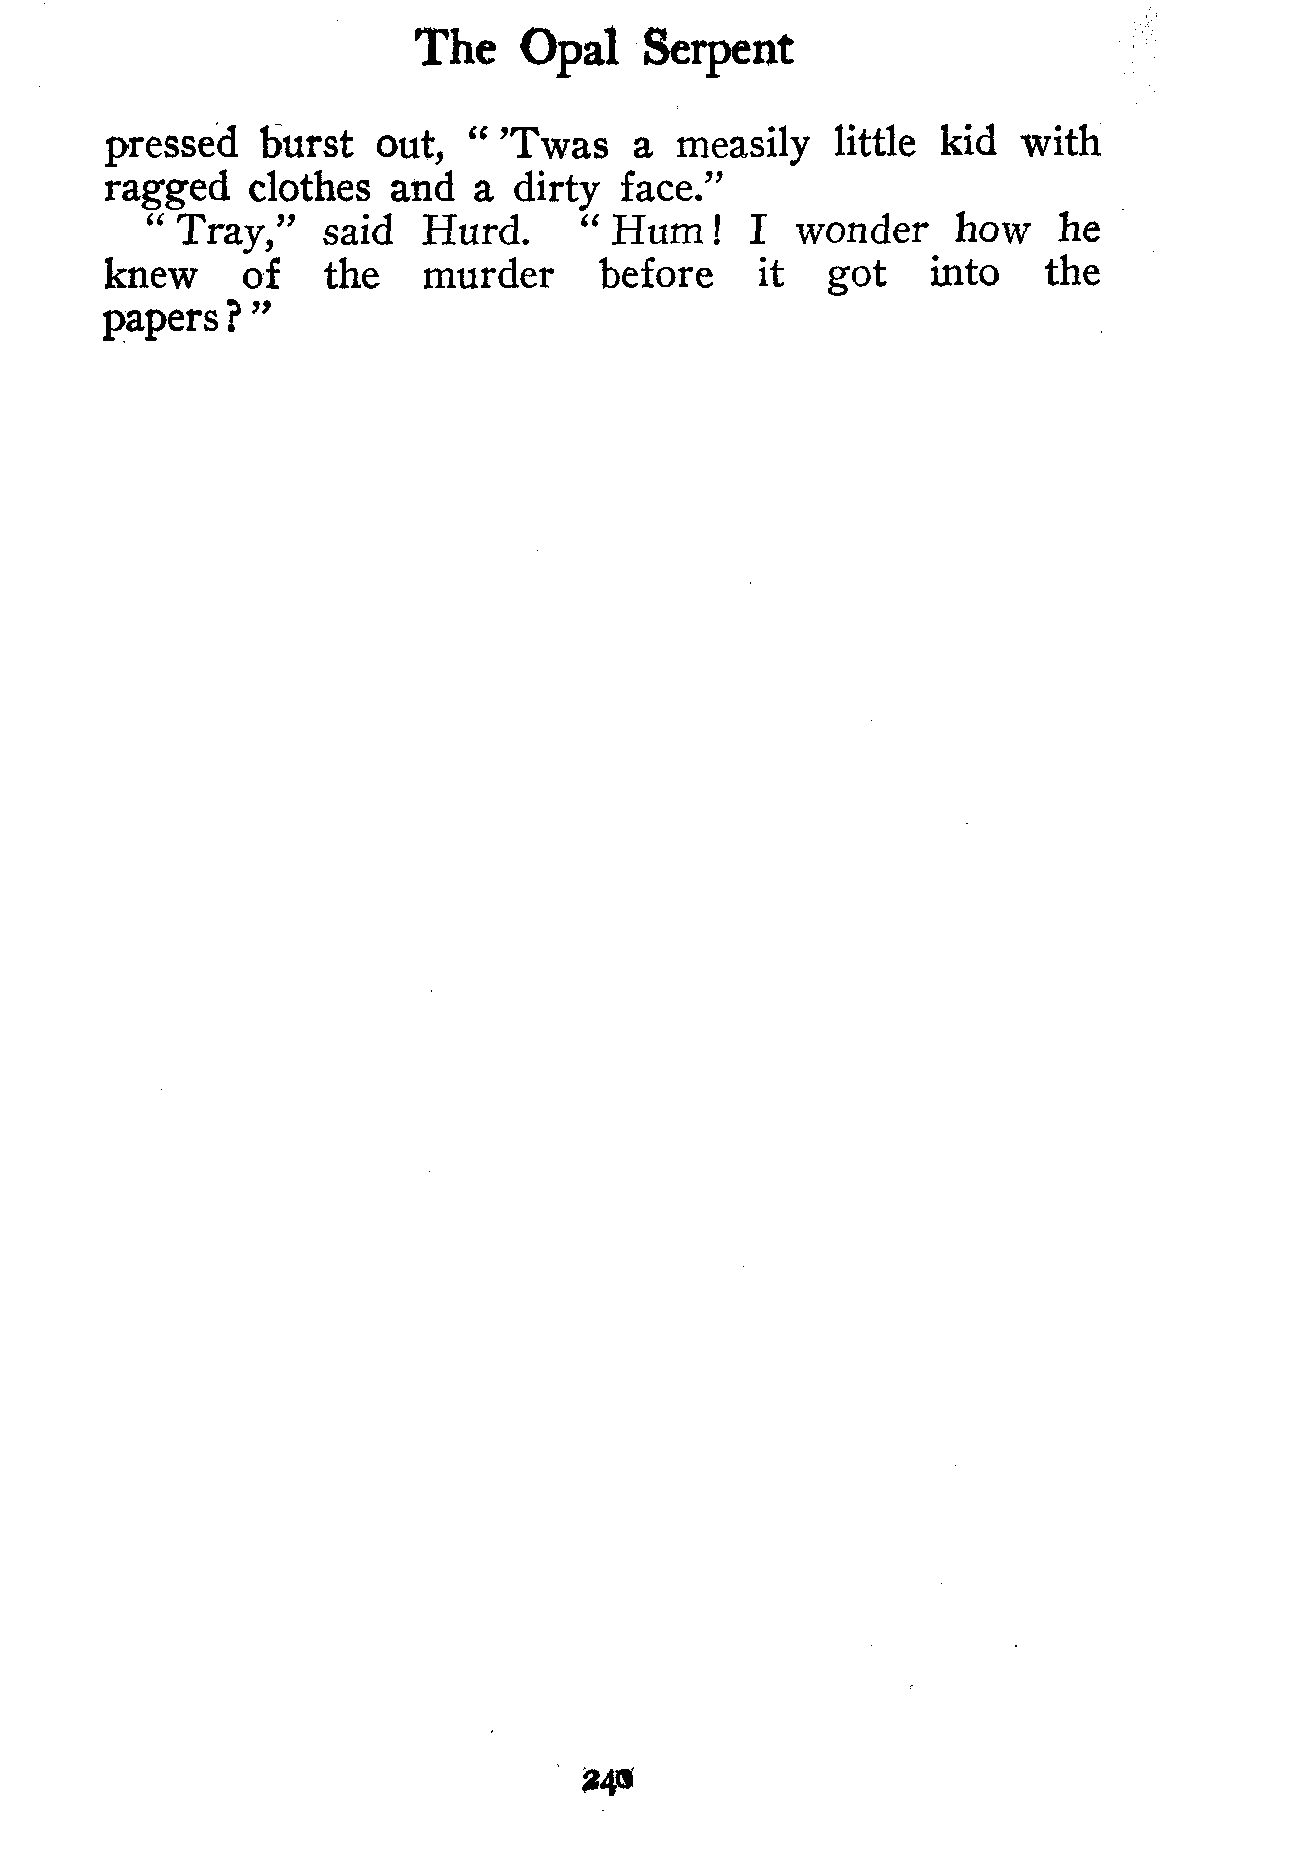 The Opal Serpent
pressed burst out, “ ’Twas a measily little kid with
ragged clothes and a dirty face.”
“ Tray,” said Hurd. “ Hum ! I wonder how he
knew of the murder before it got into the
papers ? ”
240